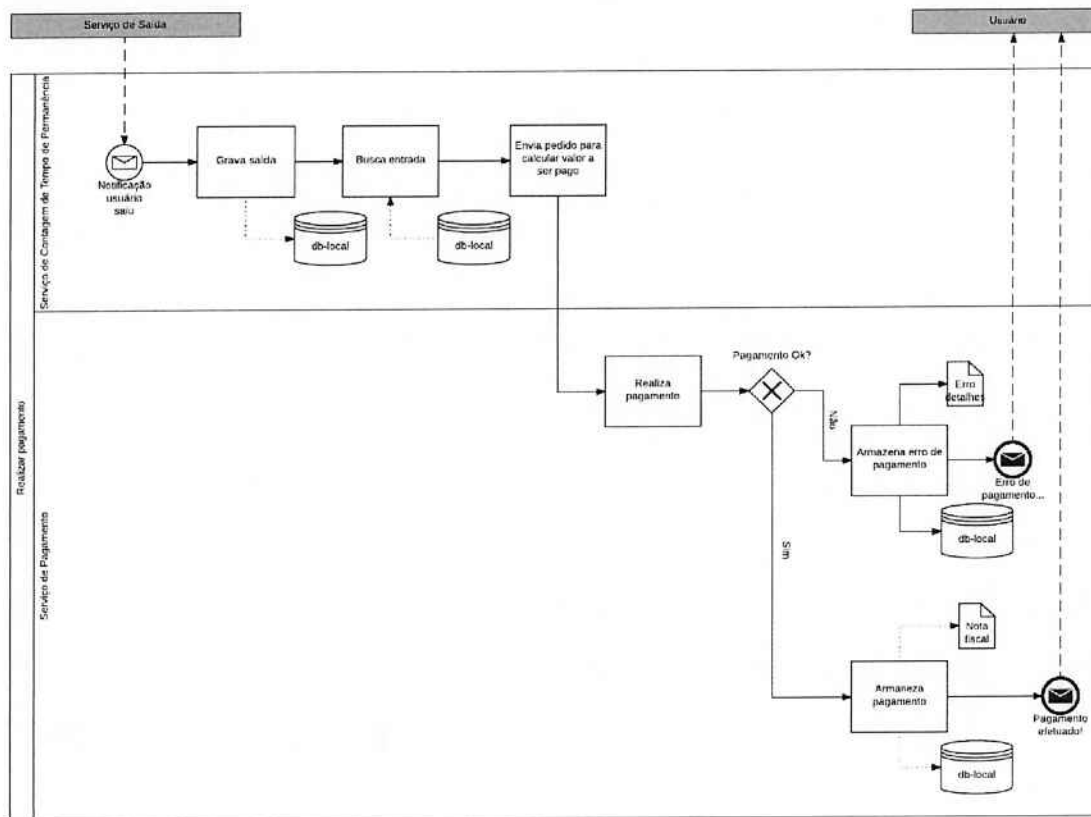 Serviço de Saída
Usuário
Realizar pagamento
Serviço de Contagem de Tempo de Permanência
Notificação
usuário
saiu
Grava saída
db-local
Busca entrada
db-local
Envia pedido para
calcular valor a
ser pago
Serviço de Pagamento
Realiza
pagamento
Pagamento Ok?
Não
Sim
Erro
detalhes
Armazena erro de
pagamento
Erro de
pagamento...
db-local
Nota
fiscal
Armaneza
pagamento
Pagamento
efetuado!
db-local